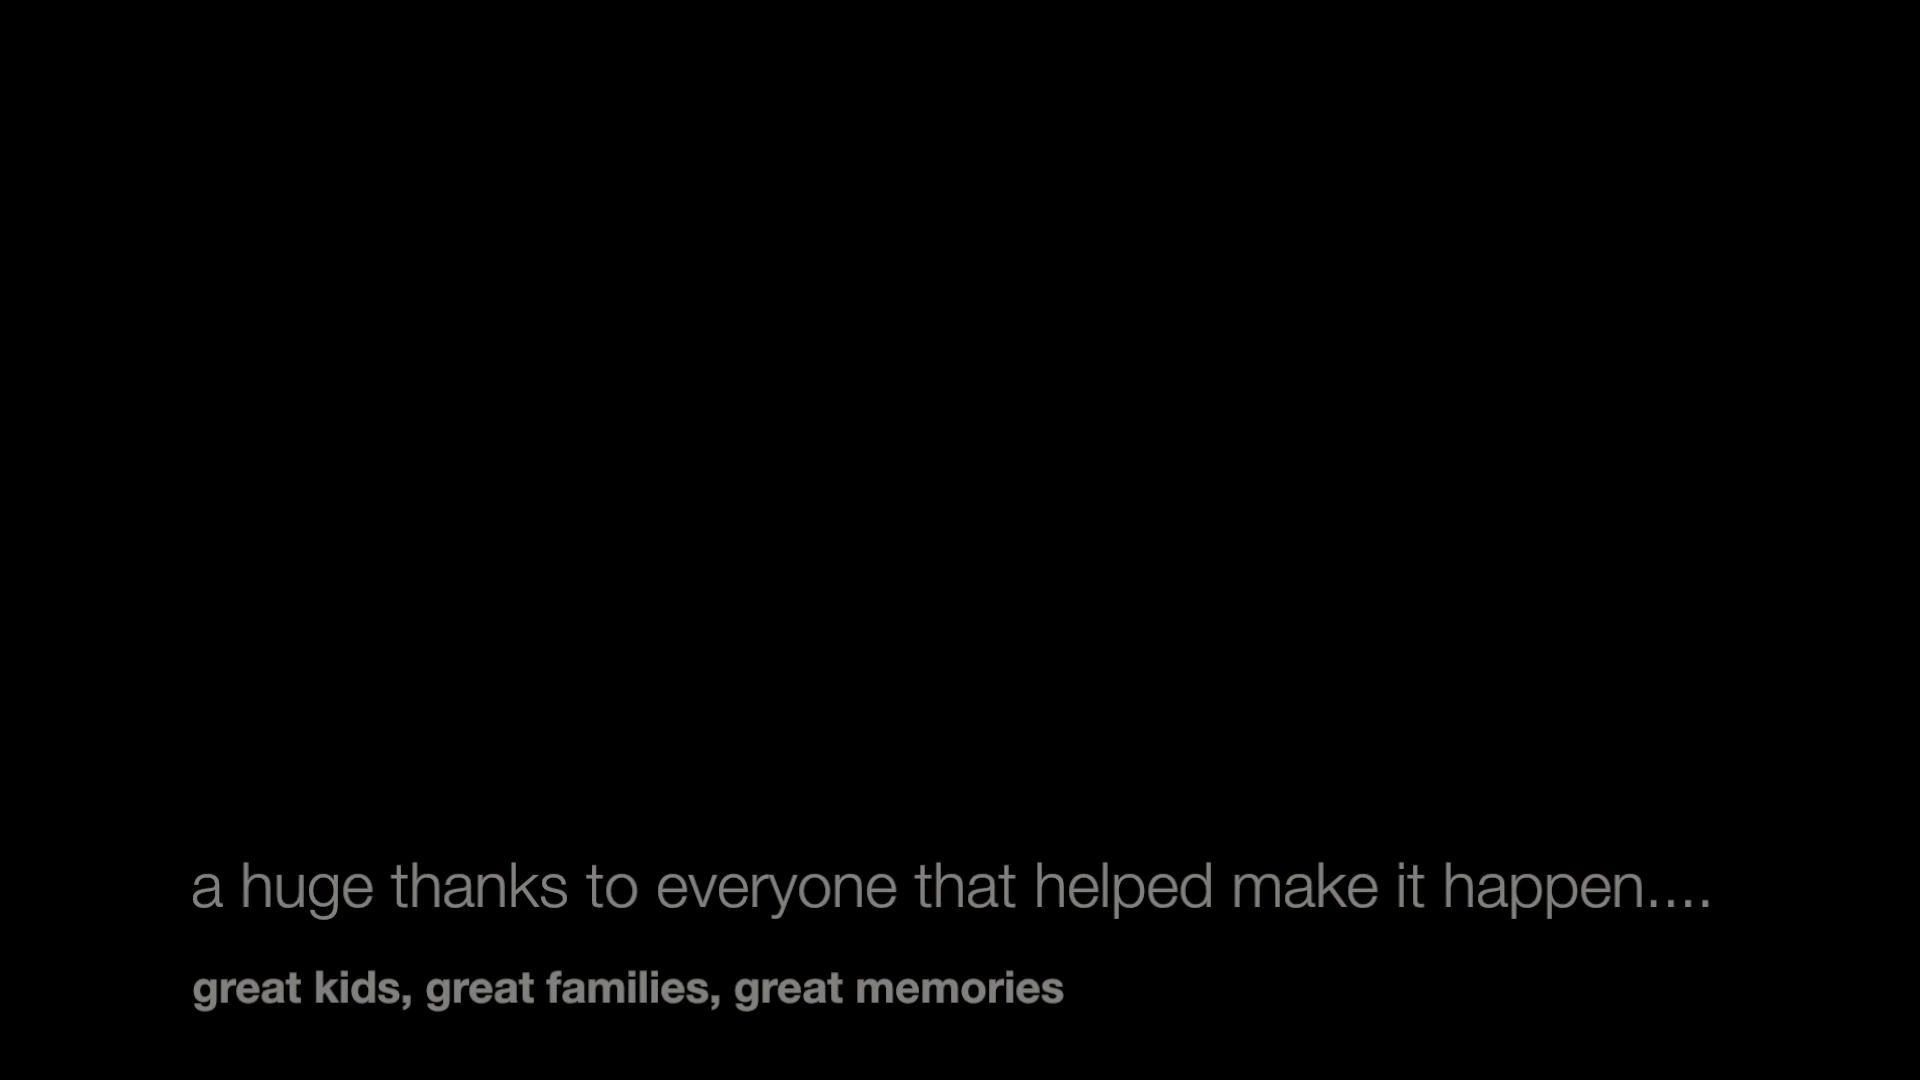 a huge thanks to everyone that helped make it happen....
great kids, great families, great memories